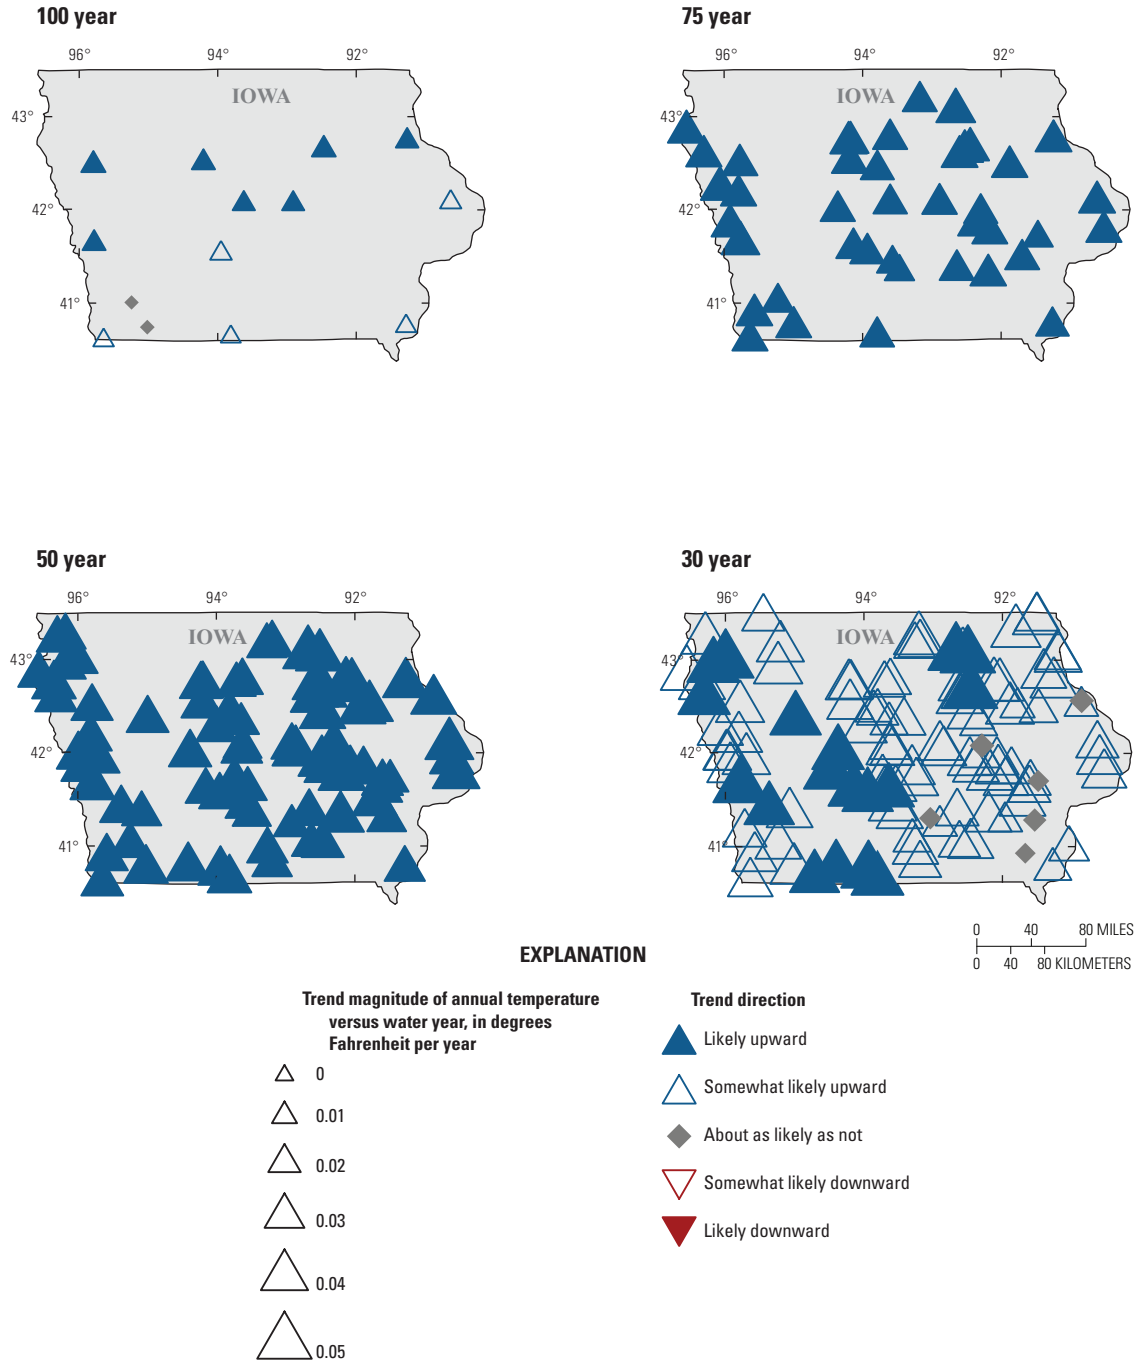 100 year
75 year
96°
94°
92°
96°
94°
92°
IOWA
IOWA
43°
43°
42°
42°
41°
41°
50 year
30 year
96°
94°
92°
96°
94°
92°
IOWA
IOWA
43°
43°
42°
42°
41°
41°
0 40 80 MILES
0 40 80 KILOMETERS
EXPLANATION
Trend magnitude of annual temperature
versus water year, in degrees
Fahrenheit per year
0
0.01
0.02
0.03
0.04
0.05
Trend direction
Likely upward
Somewhat likely upward
About as likely as not
Somewhat likely downward
Likely downward